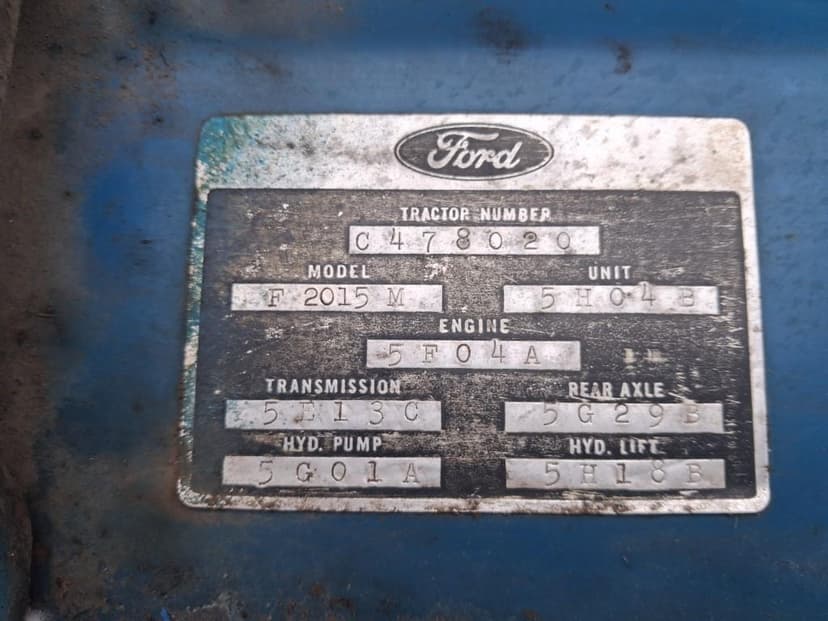 Ford
TRACTOR NUMBER
C478020
MODEL UNIT
F 2015 M 5H04B
ENGINE
5F04A
TRANSMISSION REAR AXLE
5E13C 5G29B
HYD. PUMP HYD. LIFT
5G01A 5H18B